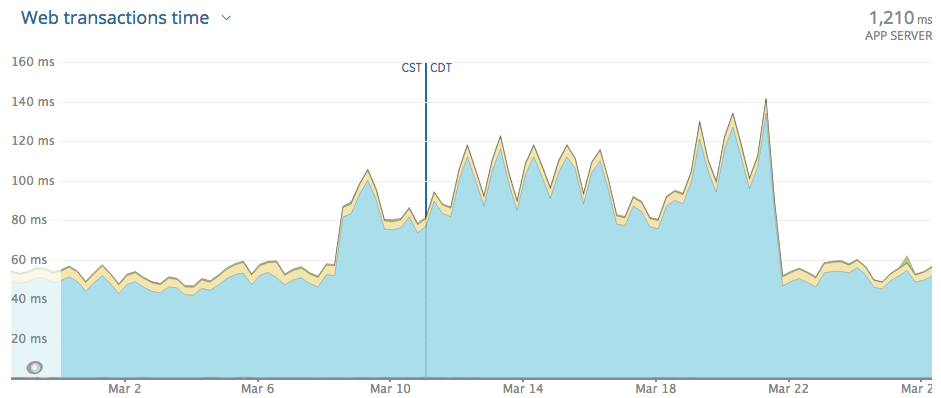 Web transactions time
1,210 ms
APP SERVER
160 ms
CST CDT
140 ms
120 ms
100 ms
80 ms
60 ms
40 ms
20 ms
Mar 2 Mar 6 Mar 10 Mar 14 Mar 18 Mar 22 Mar 2